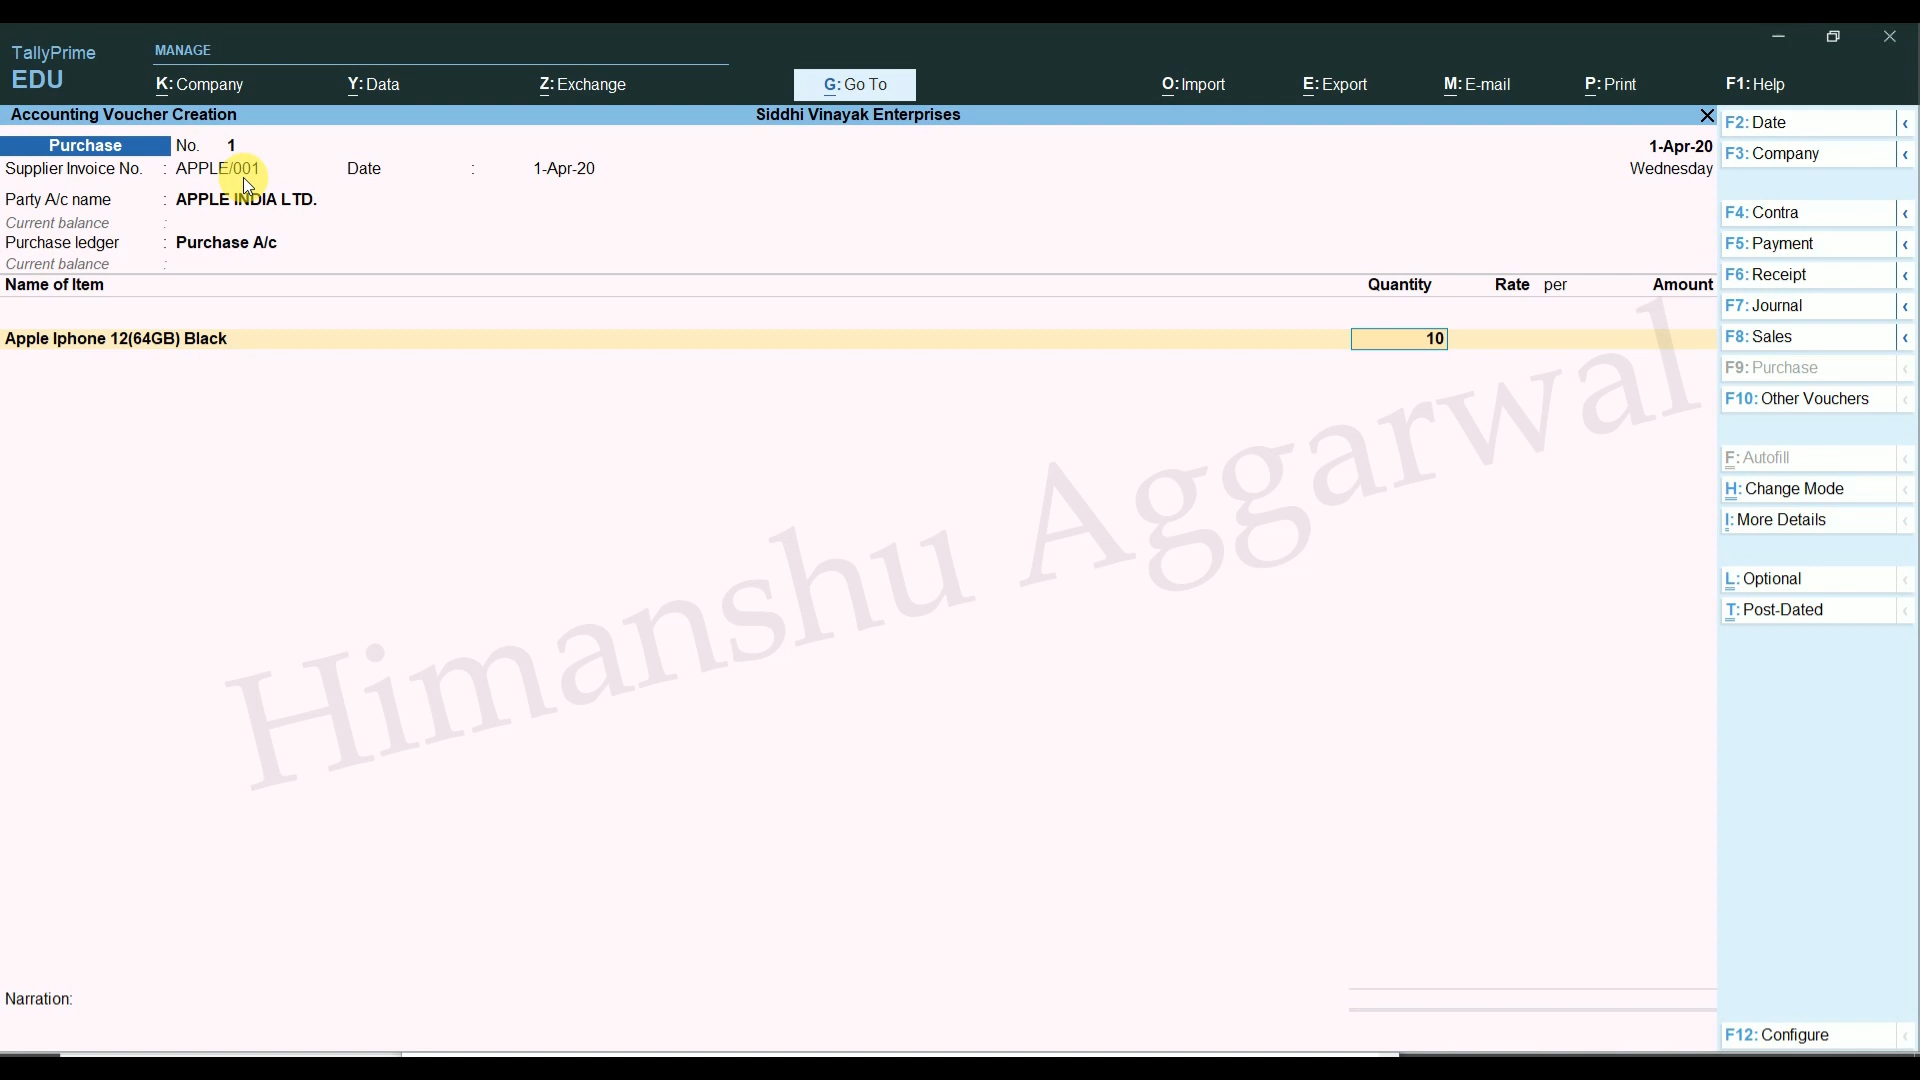 TallyPrime
EDU
MANAGE
K: Company
Y: Data
Z: Exchange
G: Go To
O: Import
E: Export
M: E-mail
P: Print
F1: Help
Accounting Voucher Creation
Siddhi Vinayak Enterprises
Purchase No. 1
1-Apr-20
Supplier Invoice No. : APPLE/001 Date : 1-Apr-20
Wednesday
Party A/c name : APPLE INDIA LTD.
Current balance :
Purchase ledger : Purchase A/c
Current balance :
Name of Item Quantity Rate per Amount
Apple Iphone 12(64GB) Black 10
Himanshu Aggarwal
Narration:
F2: Date
F3: Company
F4: Contra
F5: Payment
F6: Receipt
F7: Journal
F8: Sales
F9: Purchase
F10: Other Vouchers
F: Autofill
H: Change Mode
I: More Details
L: Optional
T: Post-Dated
F12: Configure